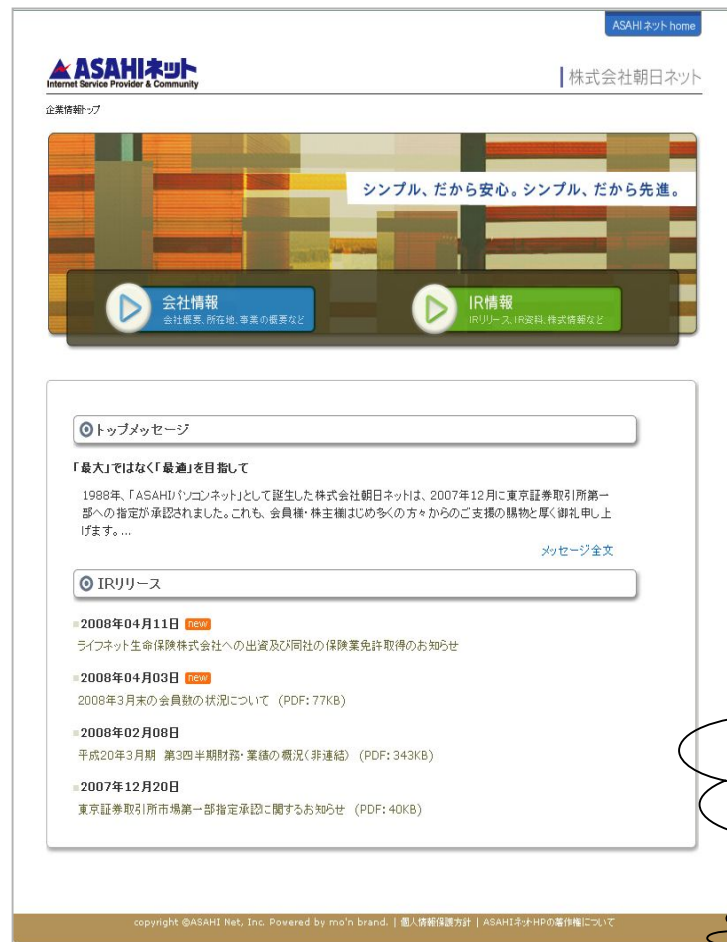 ASAHIネット home
ASAHIネット
Internet Service Provider & Community
株式会社朝日ネット
企業情報トップ
シンプル、だから安心。シンプル、だから先進。
会社情報
会社概要、所在地、事業の概要など
IR情報
IRリリース、IR資料、株式情報など
トップメッセージ
「最大」ではなく「最適」を目指して
1988年、「ASAHIパソコンネット」として誕生した株式会社朝日ネットは、2007年12月に東京証券取引所第一
部への指定が承認されました。これも、会員様・株主様はじめ多くの方々からのご支援の賜物と厚く御礼申し上
げます。...
メッセージ全文
IRリリース
2008年04月11日 new
ライフネット生命保険株式会社への出資及び同社の保険業免許取得のお知らせ
2008年04月03日 new
2008年3月末の会員数の状況について (PDF: 77KB)
2008年02月08日
平成20年3月期 第3四半期財務・業績の概況(非連結) (PDF: 343KB)
2007年12月20日
東京証券取引所市場第一部指定承認に関するお知らせ (PDF: 40KB)
copyright @ASAHI Net, Inc. Powered by mo'n brand. | 個人情報保護方針 | ASAHIネットHPの著作権について